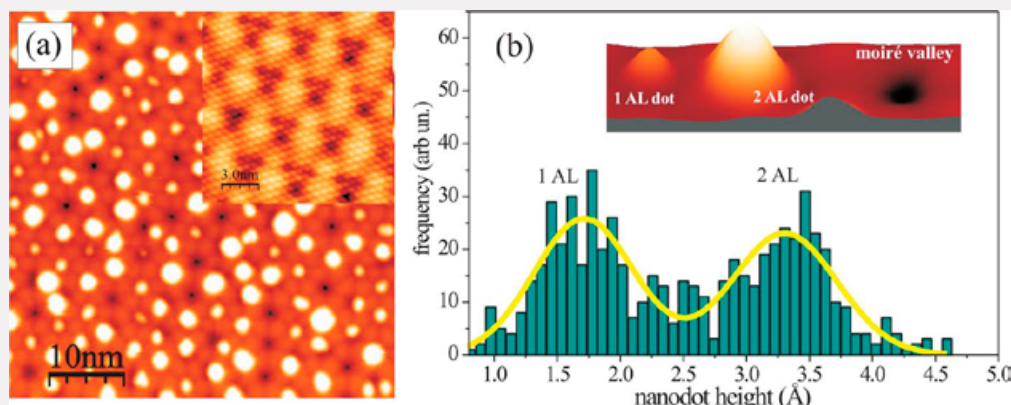 (a)
3.0nm
10nm
(b)
moiré valley
1 AL dot
2 AL dot
1 AL
2 AL
frequency (arb un.)
60
50
40
30
20
10
0
1.0 1.5 2.0 2.5 3.0 3.5 4.0 4.5 5.0
nanodot height (Å)